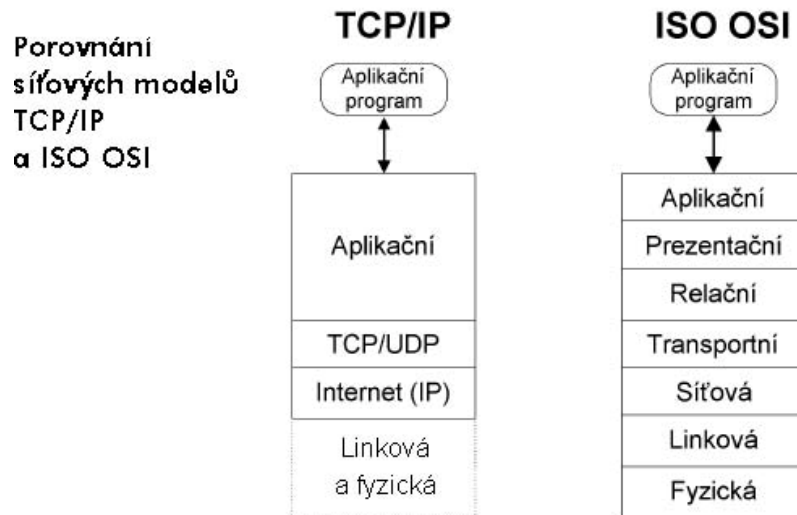 Porovnání
síťových modelů
TCP/IP
a ISO OSI
TCP/IP
Aplikační
program
Aplikační
TCP/UDP
Internet (IP)
Linková
a fyzická
ISO OSI
Aplikační
program
Aplikační
Prezentační
Relační
Transportní
Síťová
Linková
Fyzická